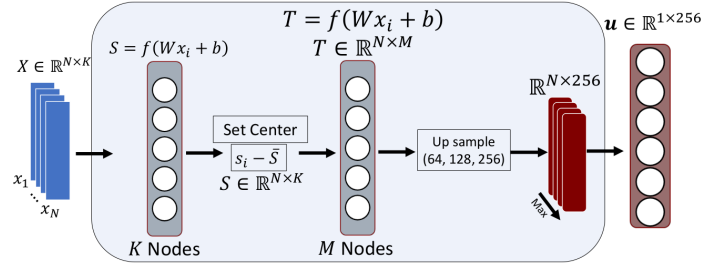 T = f(Wx_i + b)
u ∈ ℝ^{1×256}
S = f(Wx_i + b)
T ∈ ℝ^{N×M}
X ∈ ℝ^{N×K}
ℝ^{N×256}
Set Center
s_i − S̄
S ∈ ℝ^{N×K}
Up sample
(64, 128, 256)
x_1
...
x_N
Max
K Nodes
M Nodes